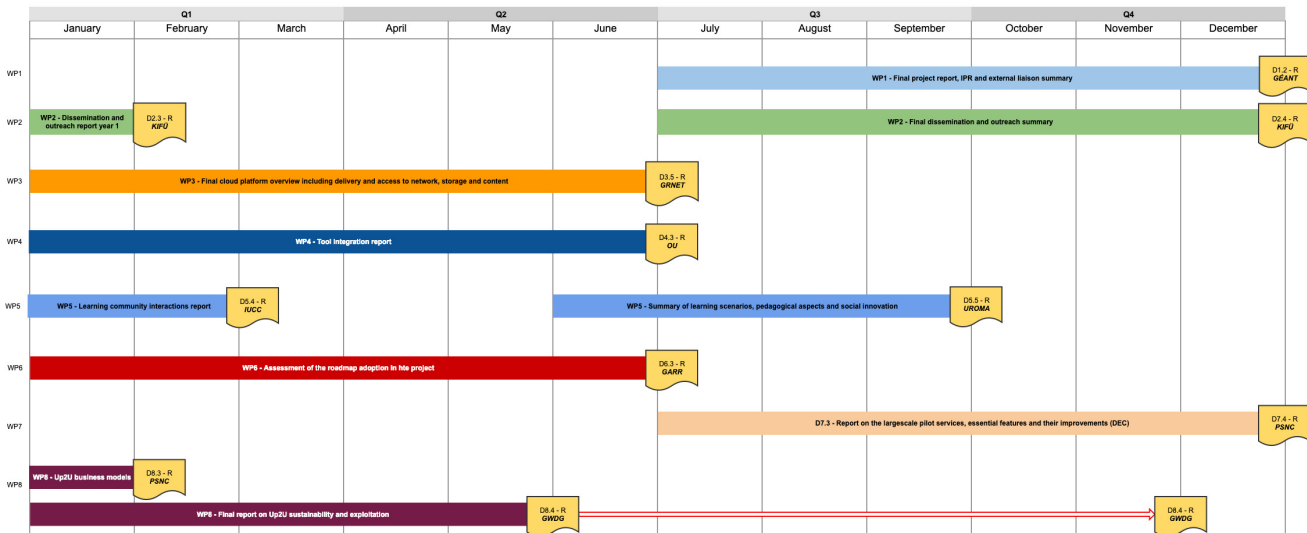 Q1
Q2
Q3
Q4
January
February
March
April
May
June
July
August
September
October
November
December
WP1
WP1 - Final project report, IPR and external liaison summary
D1.2 - R
GÉANT
WP2
WP2 - Dissemination and
outreach report year 1
D2.3 - R
KIFÜ
WP2 - Final dissemination and outreach summary
D2.4 - R
KIFÜ
WP3
WP3 - Final cloud platform overview including delivery and access to network, storage and content
D3.5 - R
GRNET
WP4
WP4 - Tool integration report
D4.3 - R
OU
WP5
WP5 - Learning community interactions report
D5.4 - R
IUCC
WP5 - Summary of learning scenarios, pedagogical aspects and social innovation
D5.5 - R
UROMA
WP6
WP6 - Assessment of the roadmap adoption in hte project
D6.3 - R
GARR
WP7
D7.3 - Report on the largescale pilot services, essential features and their improvements (DEC)
D7.4 - R
PSNC
WP8
WP8 - Up2U business models
D8.3 - R
PSNC
WP8 - Final report on Up2U sustainability and exploitation
D8.4 - R
GWDG
D8.4 - R
GWDG